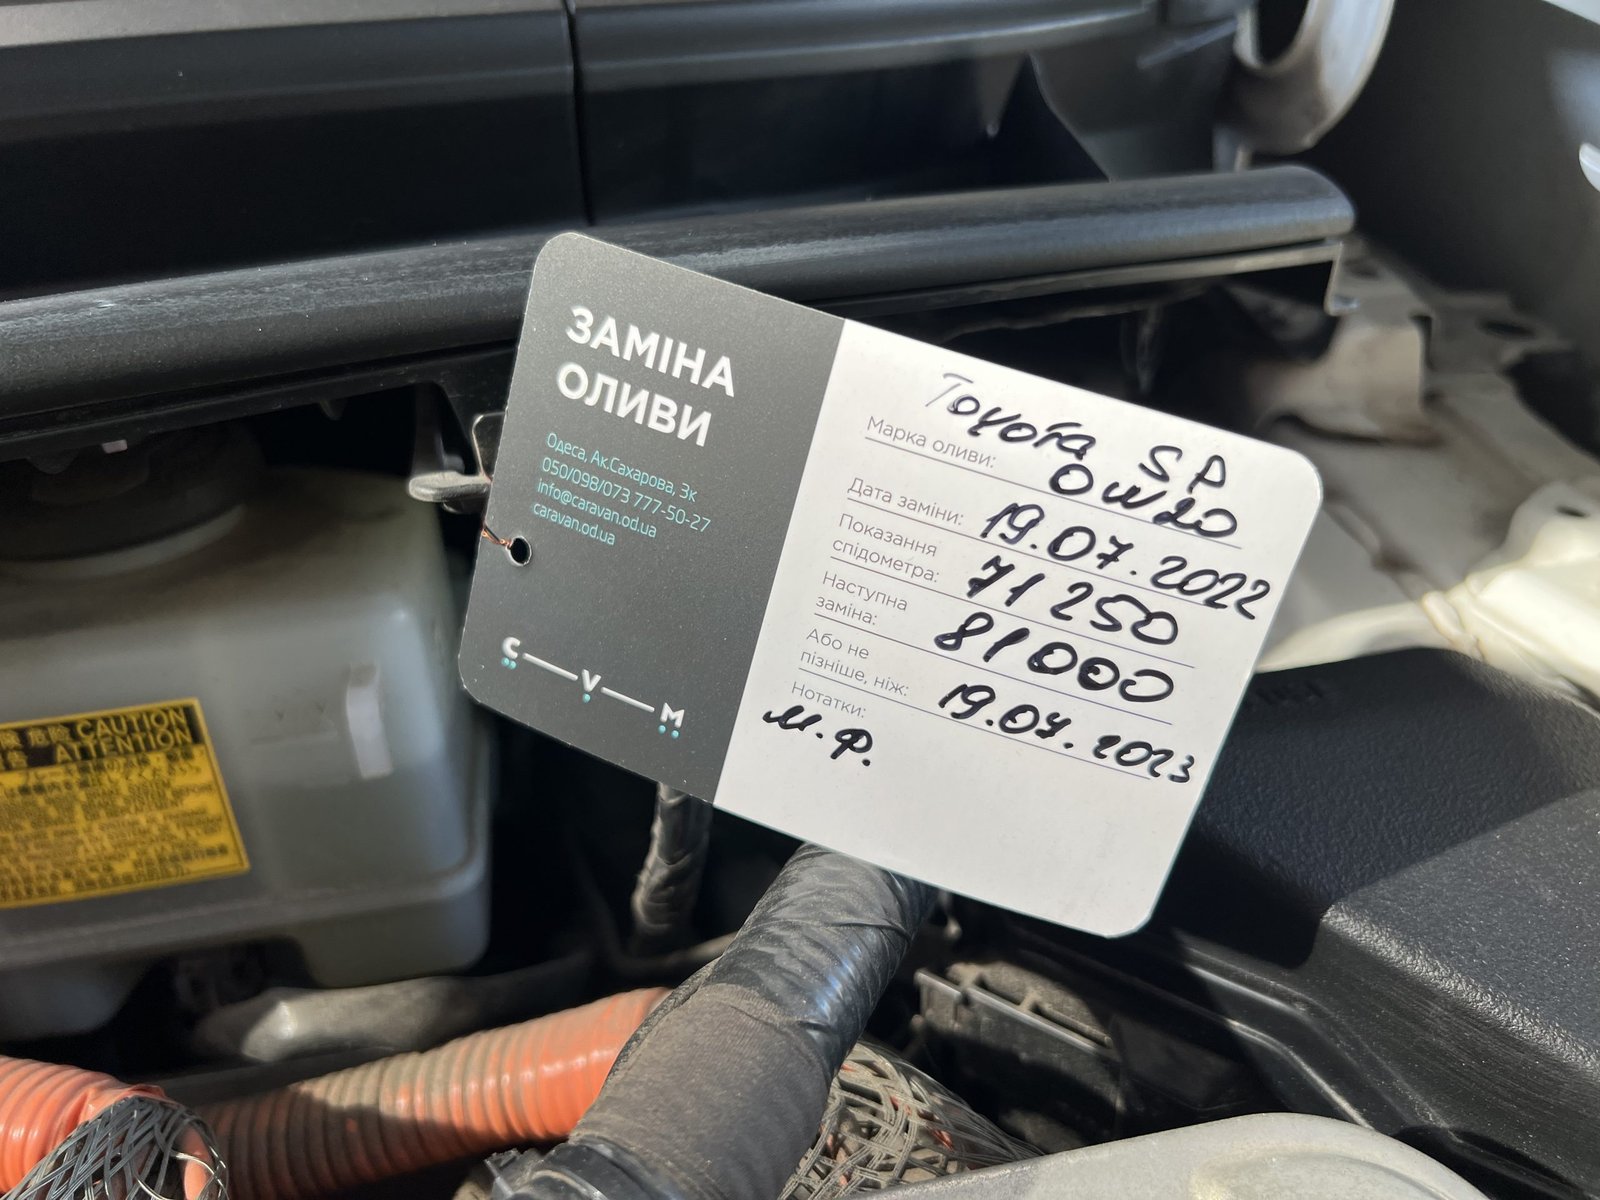 ЗАМІНА
ОЛИВИ
Одеса, Ак.Сахарова, 3к
050/098/073 777-50-27
info@caravan.od.ua
caravan.od.ua
C V M
Toyota SP
Марка оливи: 0W20
Дата заміни: 19.07.2022
Показання
спідометра: 71250
Наступна
заміна: 81000
Або не
пізніше, ніж: 19.07.2023
Нотатки:
м.ф.
CAUTION
ATTENTION